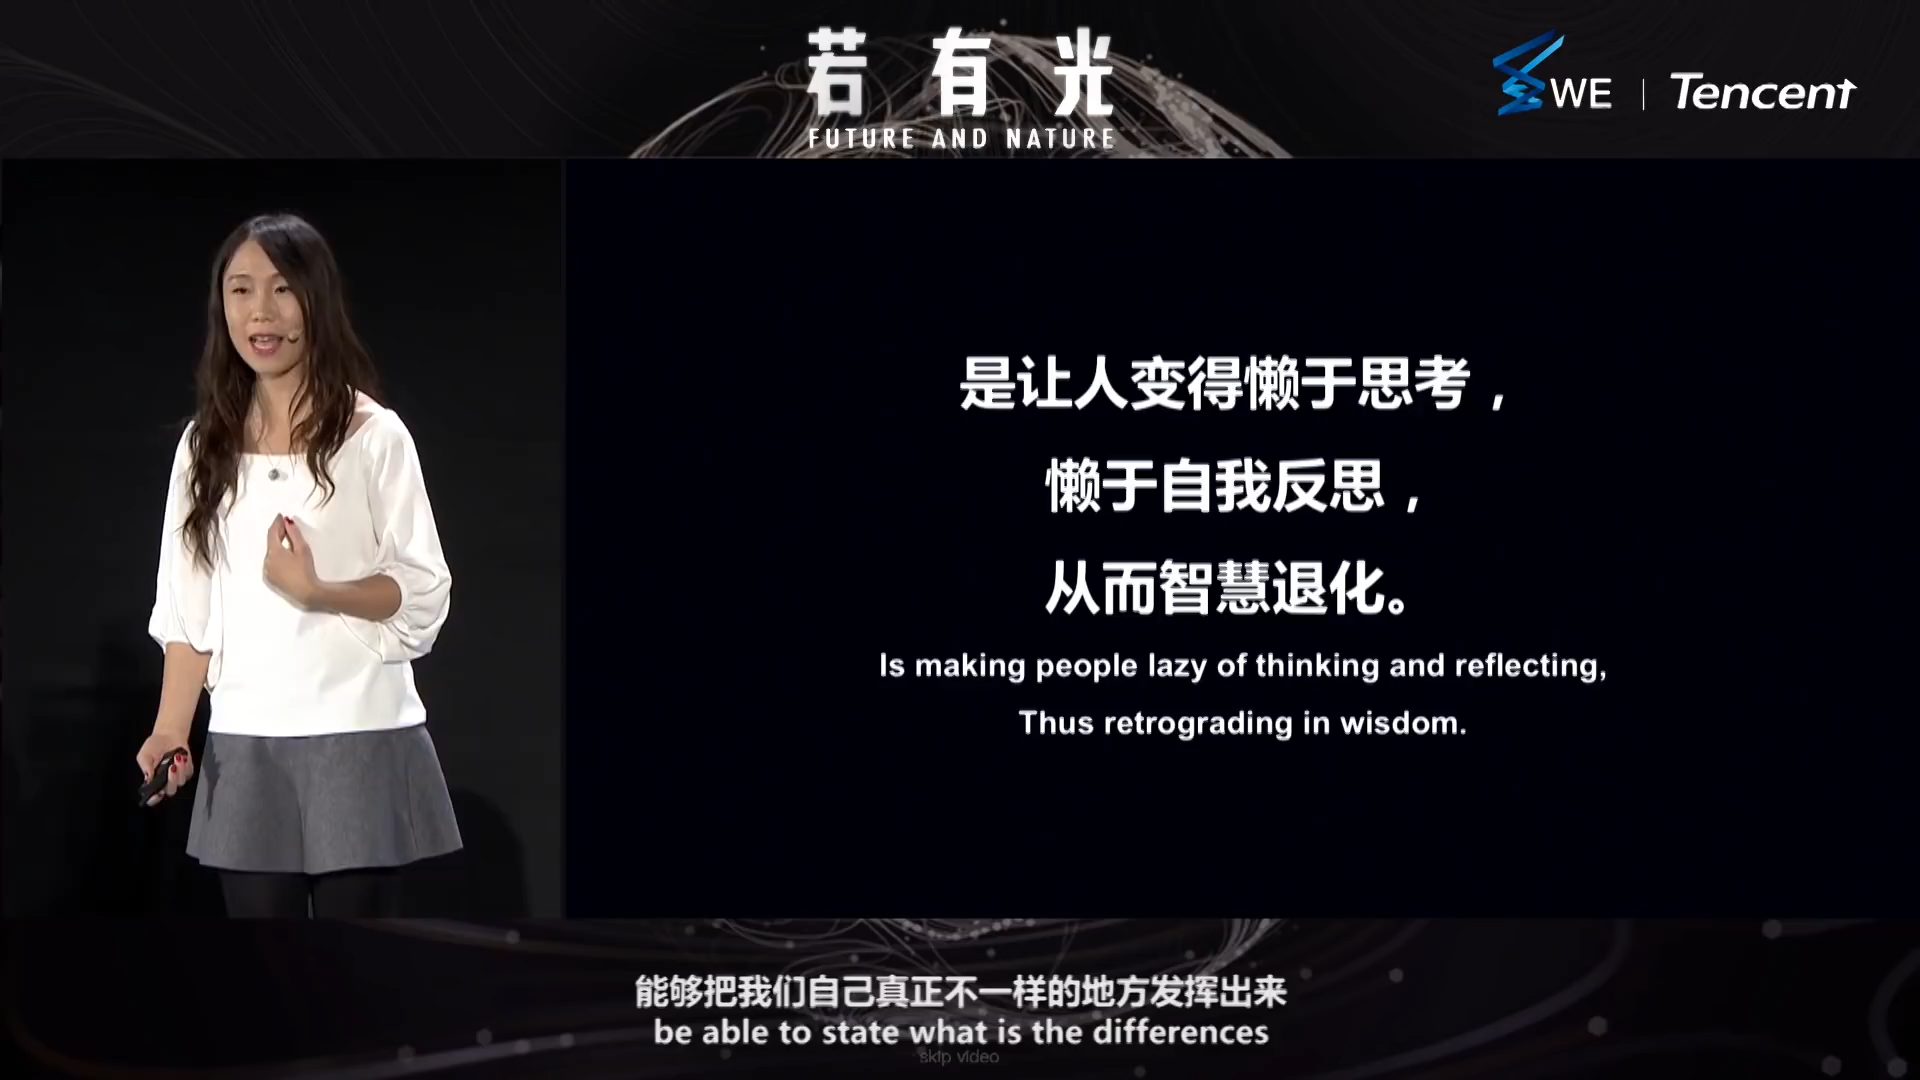 若有光
FUTURE AND NATURE
WE | Tencent
是让人变得懒于思考，
懒于自我反思，
从而智慧退化。
Is making people lazy of thinking and reflecting,
Thus retrograding in wisdom.
能够把我们自己真正不一样的地方发挥出来
be able to state what is the differences
skip video